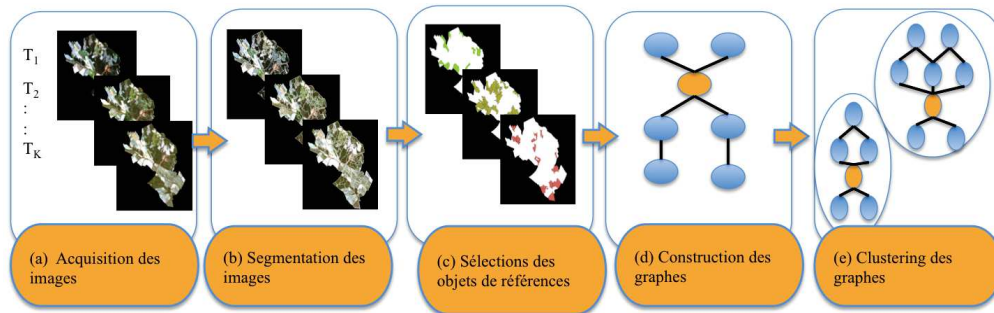 T1
T2
:
:
TK
(a) Acquisition des
images
(b) Segmentation des
images
(c) Sélections des
objets de références
(d) Construction des
graphes
(e) Clustering des
graphes